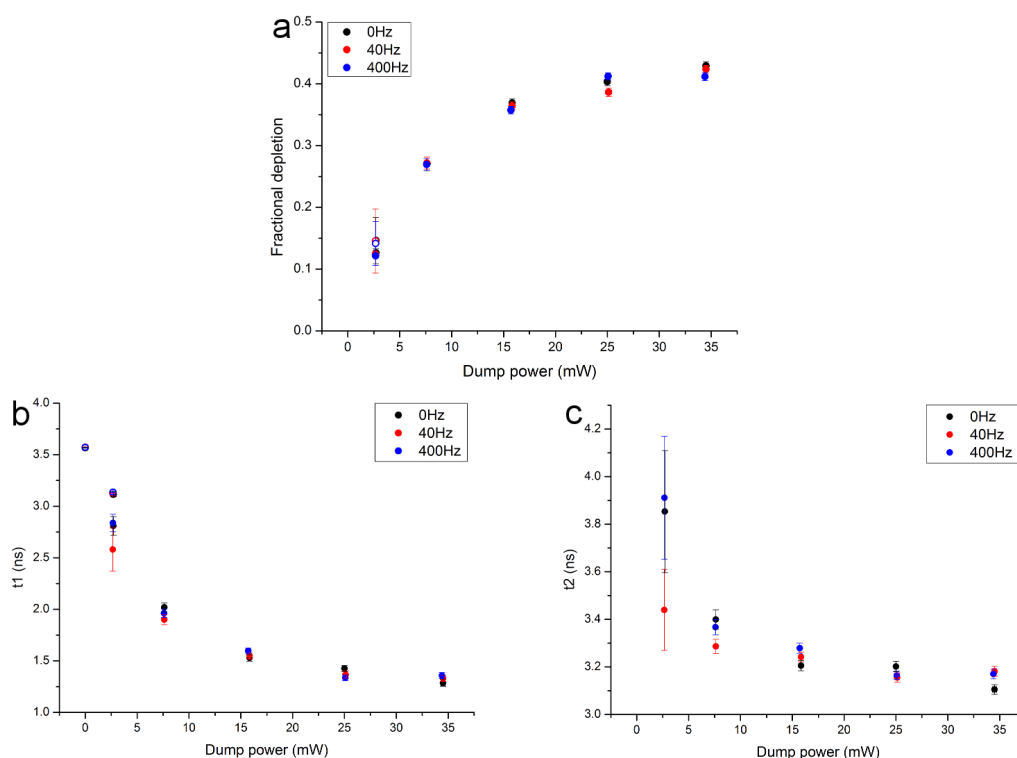 a
0Hz
40Hz
400Hz
0.5
0.4
0.3
0.2
0.1
0.0
Fractional depletion
0 5 10 15 20 25 30 35
Dump power (mW)
b
0Hz
40Hz
400Hz
4.0
3.5
3.0
2.5
2.0
1.5
1.0
t1 (ns)
0 5 10 15 20 25 30 35
Dump power (mW)
c
0Hz
40Hz
400Hz
4.2
4.0
3.8
3.6
3.4
3.2
3.0
t2 (ns)
0 5 10 15 20 25 30 35
Dump power (mW)